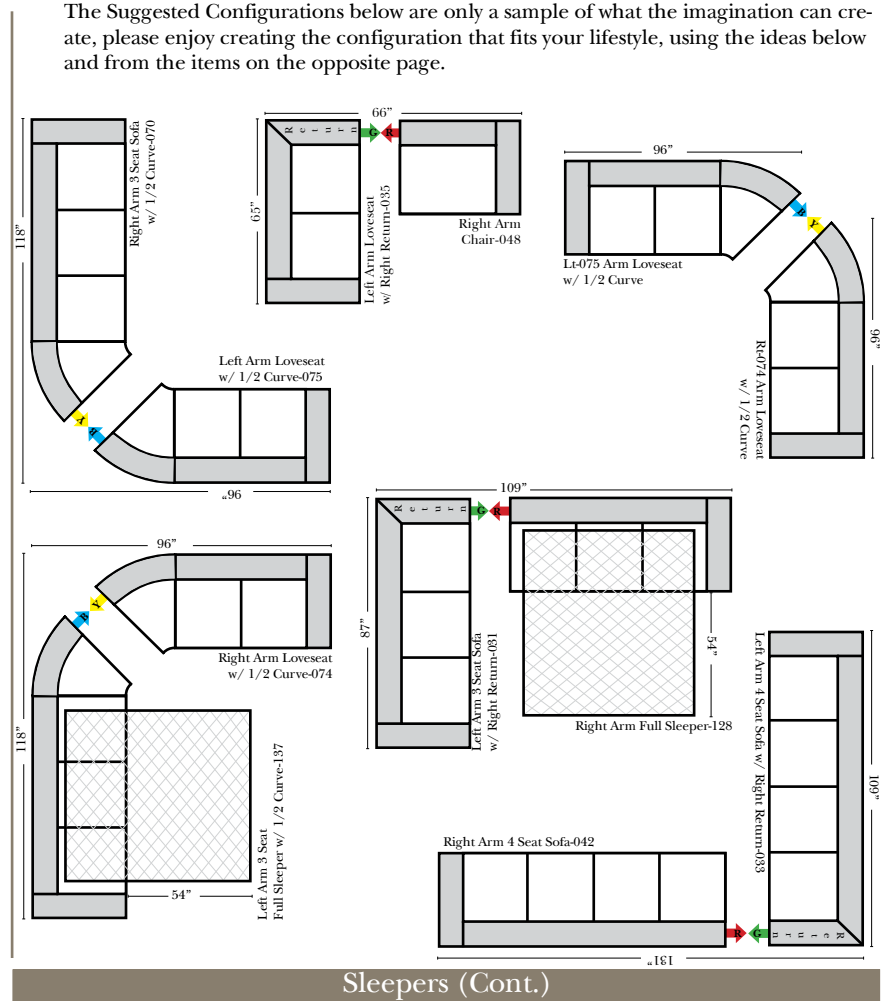 The Suggested Configurations below are only a sample of what the imagination can cre-
ate, please enjoy creating the configuration that fits your lifestyle, using the ideas below
and from the items on the opposite page.
118”
Right Arm 3 Seat Sofa
w/ 1/2 Curve-070
Y
B
Left Arm Loveseat
w/ 1/2 Curve-075
96”
66”
Return
G
R
65”
Left Arm Loveseat
w/ Right Return-035
Right Arm
Chair-048
96”
Lt-075 Arm Loveseat
w/ 1/2 Curve
B
Y
96”
Rt-074 Arm Loveseat
w/ 1/2 Curve
96”
B
Y
Right Arm Loveseat
w/ 1/2 Curve-074
118”
54”
Left Arm 3 Seat
Full Sleeper w/ 1/2 Curve-137
109”
Return
G
R
87”
Left Arm 3 Seat Sofa
w/ Right Return-031
54”
Right Arm Full Sleeper-128
Left Arm 4 Seat Sofa w/ Right Return-033
109”
Right Arm 4 Seat Sofa-042
R
G
Return
131”
Sleepers (Cont.)